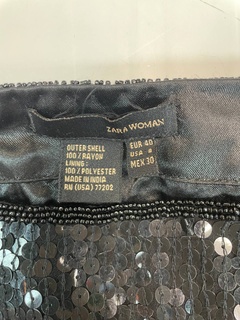 ZARA WOMAN
OUTER SHELL
100% RAYON
LINING:
100% POLYESTER
MADE IN INDIA
RN (USA) 77202
EUR 40
USA 8
MEX 30